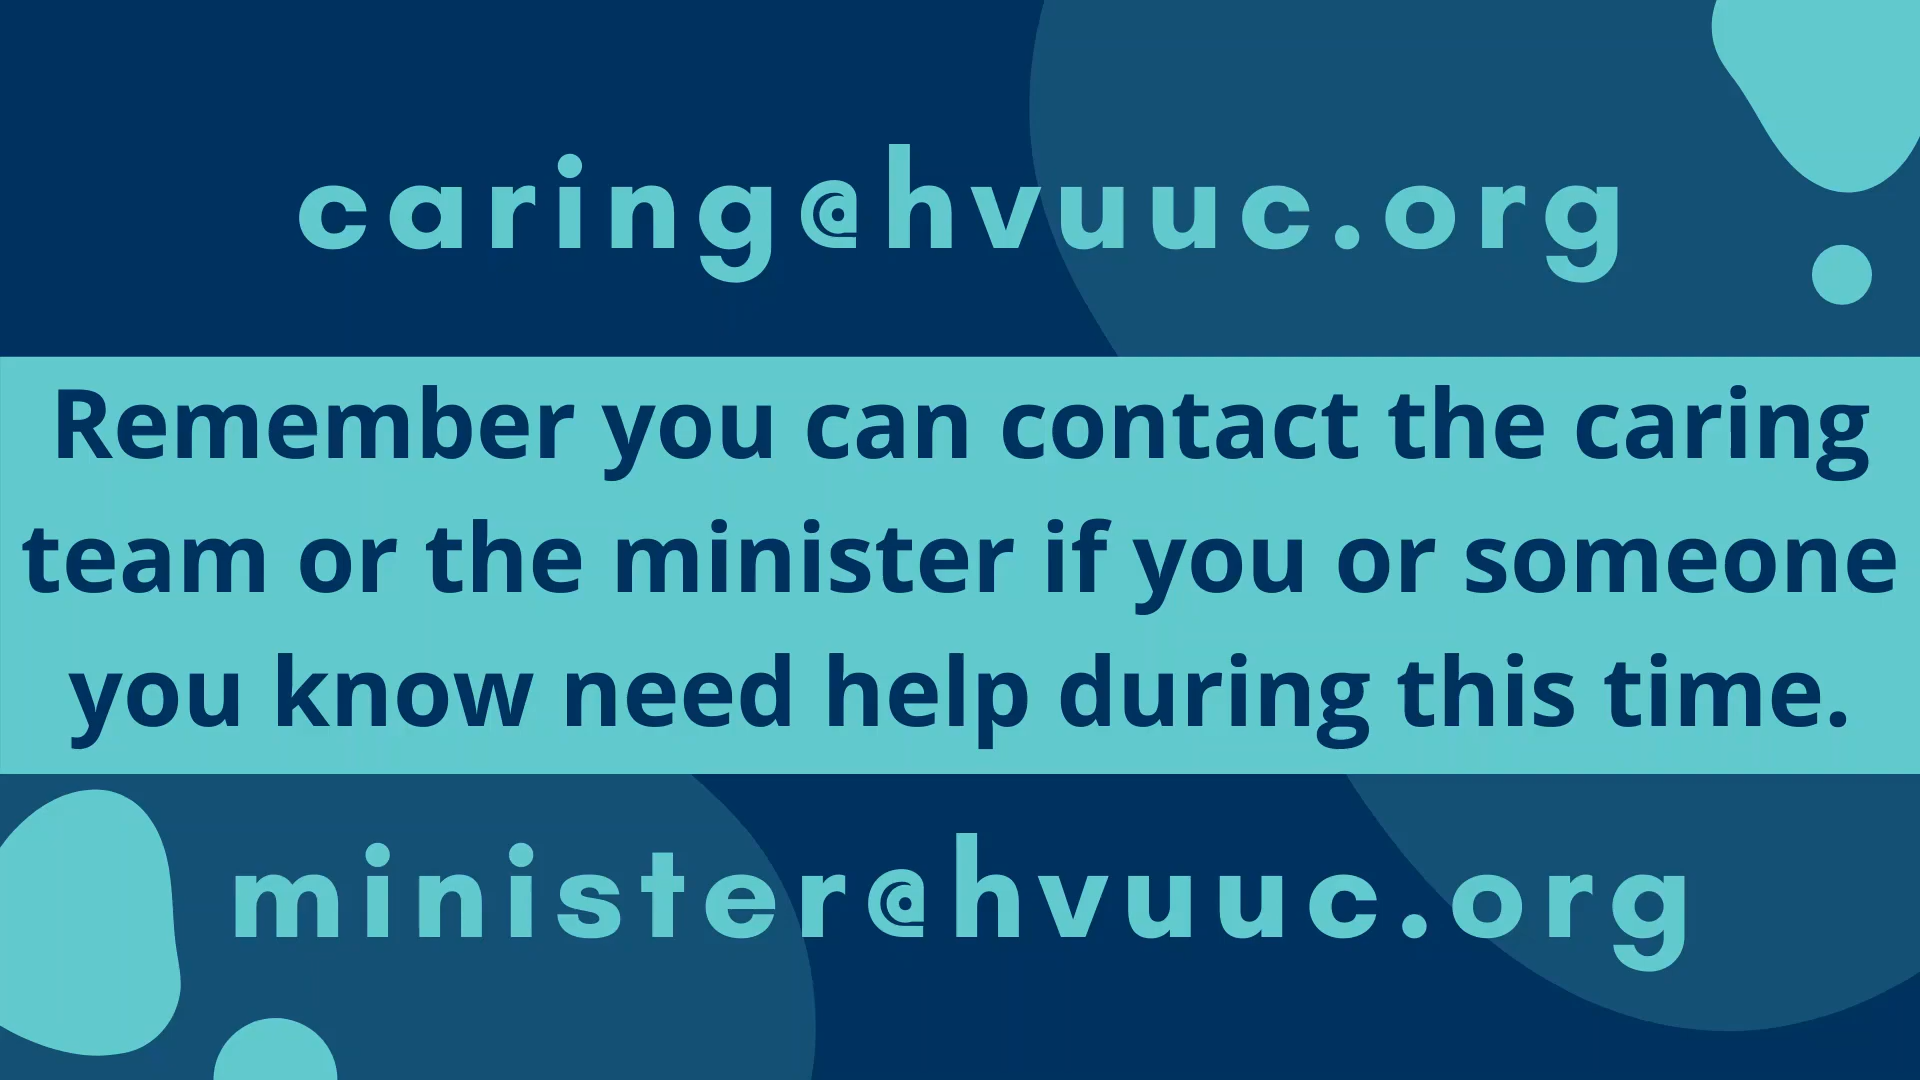 caring@hvuuc.org
Remember you can contact the caring
team or the minister if you or someone
you know need help during this time.
minister@hvuuc.org